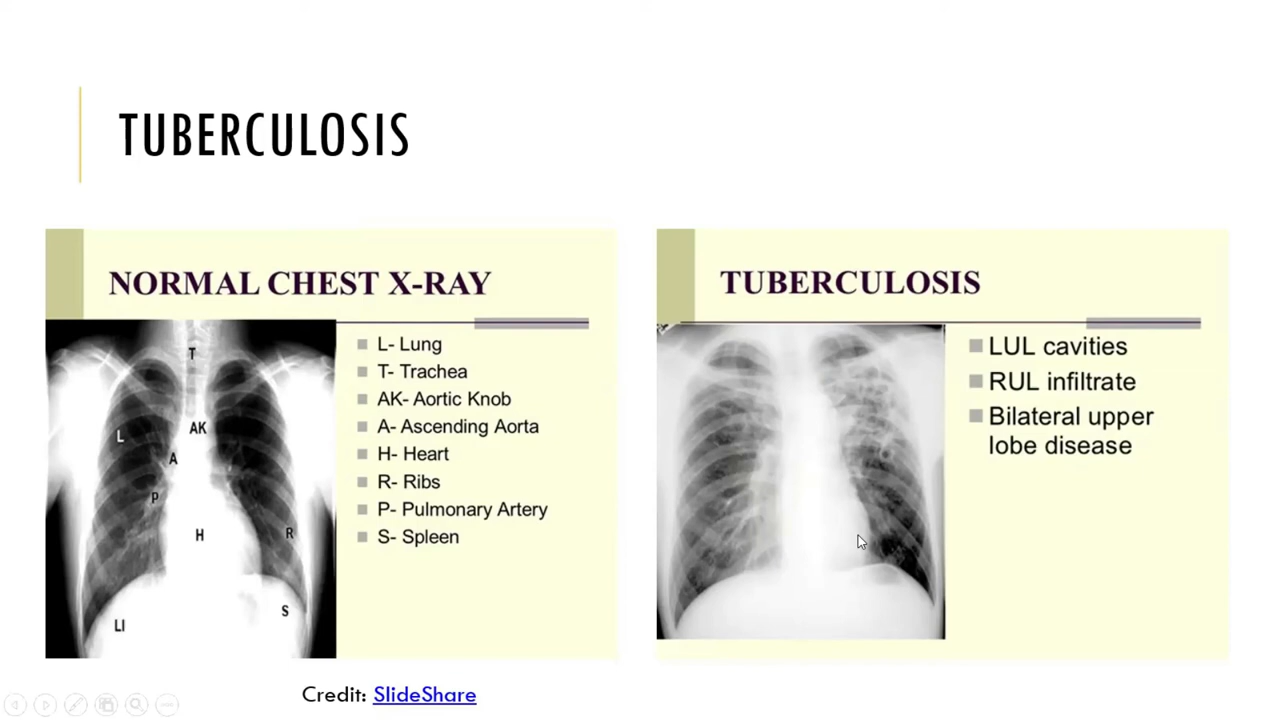 TUBERCULOSIS
NORMAL CHEST X-RAY
T
AK
L
A
P
H
R
S
LI
L- Lung
T- Trachea
AK- Aortic Knob
A- Ascending Aorta
H- Heart
R- Ribs
P- Pulmonary Artery
S- Spleen
TUBERCULOSIS
LUL cavities
RUL infiltrate
Bilateral upper
lobe disease
Credit: SlideShare